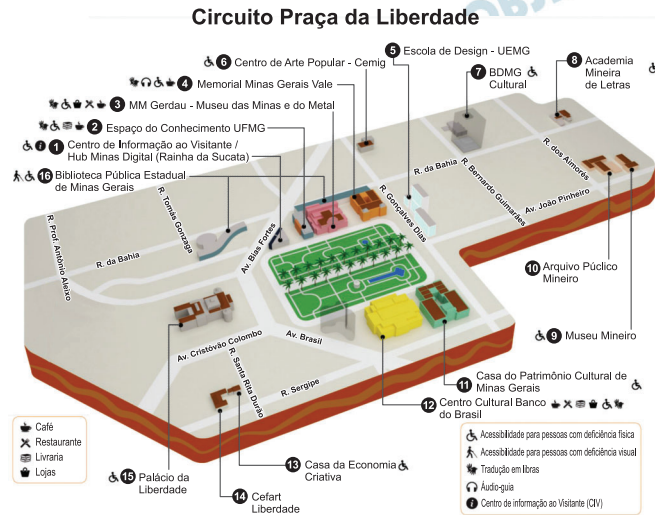 Circuito Praça da Liberdade
5 Escola de Design - UEMG
6 Centro de Arte Popular - Cemig
7 BDMG
Cultural
8 Academia
Mineira
de Letras
4 Memorial Minas Gerais Vale
3 MM Gerdau - Museu das Minas e do Metal
2 Espaço do Conhecimento UFMG
1 Centro de Informação ao Visitante /
Hub Minas Digital (Rainha da Sucata)
16 Biblioteca Pública Estadual
de Minas Gerais
R. da Bahia
R. dos Aimorés
R. Bernardo Guimarães
Av. João Pinheiro
R. Gonçalves Dias
R. Tomás Gonzaga
R. Prof. Antônio Aleixo
R. da Bahia
Av. Bias Fortes
10 Arquivo Púclico
Mineiro
9 Museu Mineiro
Av. Brasil
Av. Cristóvão Colombo
R. Santa Rita Durão
R. Sergipe
11 Casa do Patrimônio Cultural de
Minas Gerais
12 Centro Cultural Banco
do Brasil
Café
Restaurante
Livraria
Lojas
15 Palácio da
Liberdade
13 Casa da Economia
Criativa
14 Cefart
Liberdade
Acessibilidade para pessoas com deficiência física
Acessibilidade para pessoas com deficiência visual
Tradução em libras
Áudio-guia
Centro de informação ao Visitante (CIV)